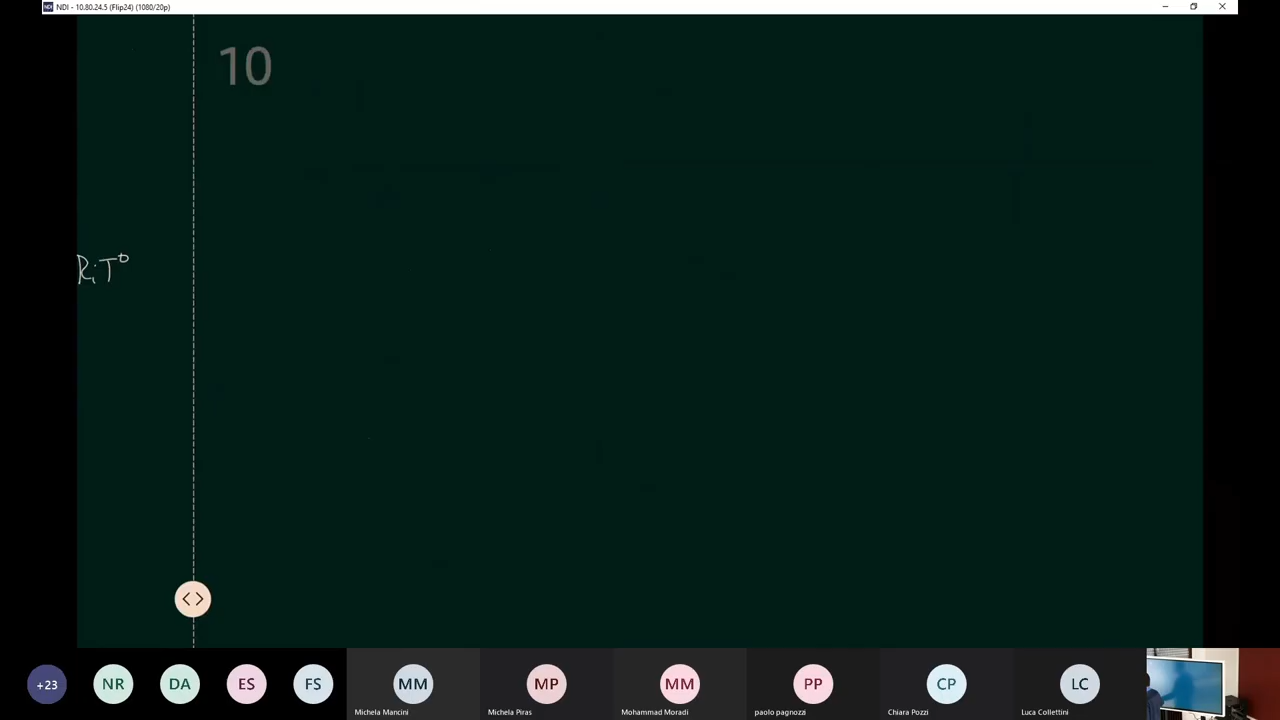 NDI - 10.80.24.5 (Flip24) (1080/20p)
10
RiT°
+23
NR
DA
ES
FS
MM
Michela Mancini
MP
Michela Piras
MM
Mohammad Moradi
PP
paolo pagnozzi
CP
Chiara Pozzi
LC
Luca Collettini